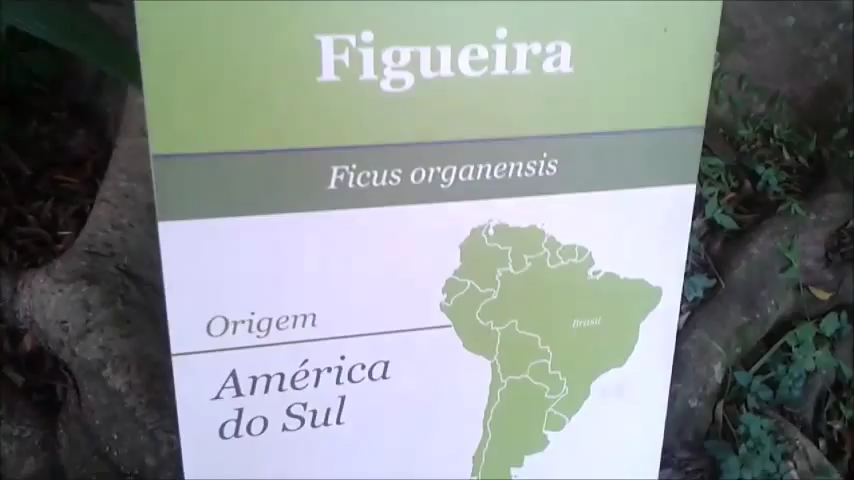 Figueira
Ficus organensis
Brasil
Origem
América
do Sul